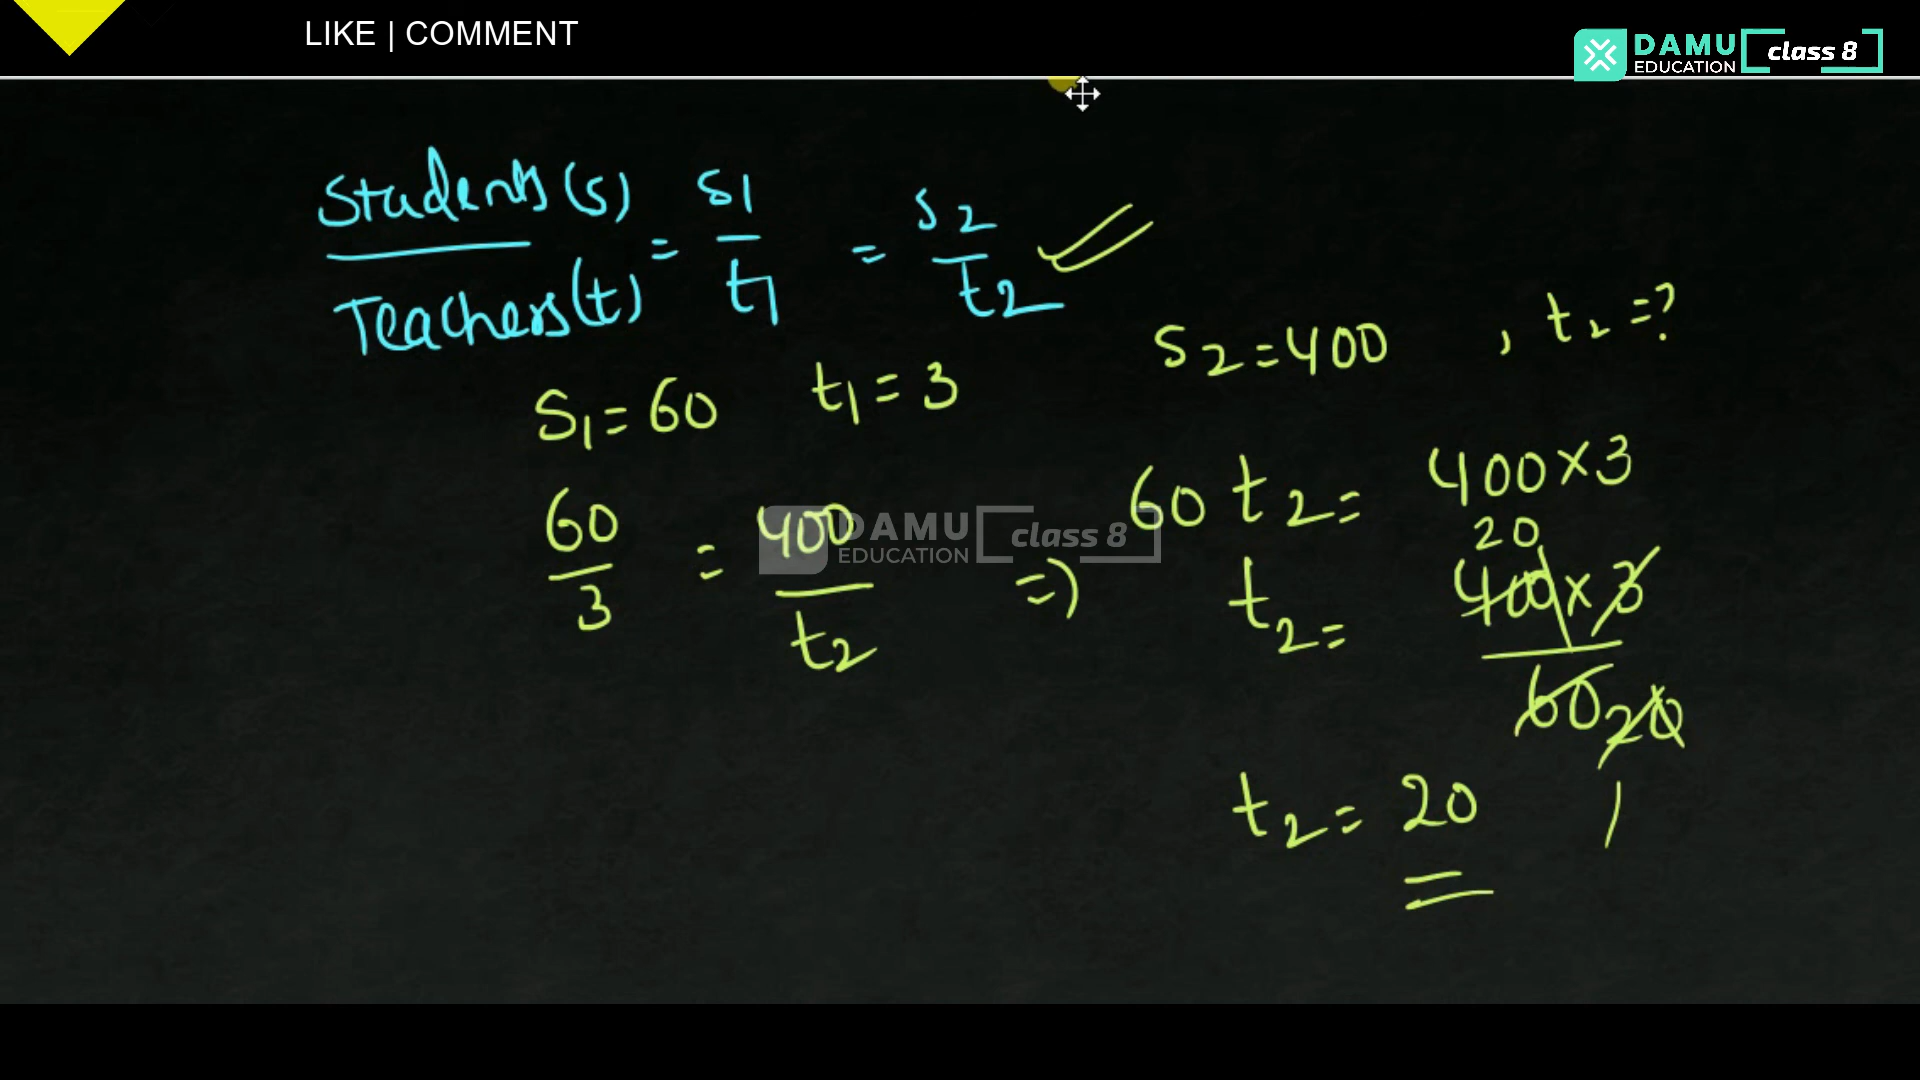 LIKE | COMMENT
DAMU EDUCATION class 8
Students(s) / Teachers(t) = s1 / t1 = s2 / t2
s2 = 400 , t2 = ?
S1 = 60 t1 = 3
60 / 3 = 400 / t2 =>
60 t2 = 400 × 3
20
t2 = 400 × 3 / 60 20
t2 = 20 1
DAMU EDUCATION class 8